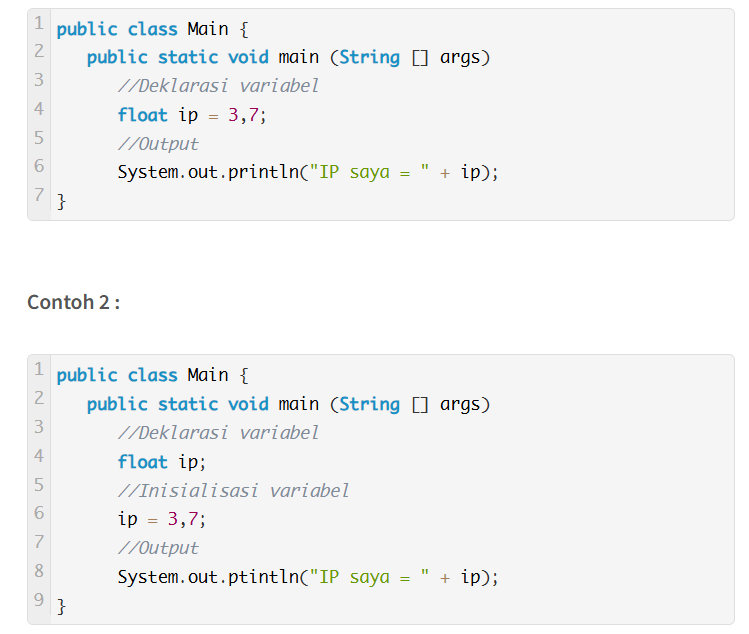 1 public class Main {
2 public static void main (String [] args)
3 //Deklarasi variabel
4 float ip = 3,7;
5 //Output
6 System.out.println("IP saya = " + ip);
7 }
Contoh 2 :
1 public class Main {
2 public static void main (String [] args)
3 //Deklarasi variabel
4 float ip;
5 //Inisialisasi variabel
6 ip = 3,7;
7 //Output
8 System.out.ptintln("IP saya = " + ip);
9 }